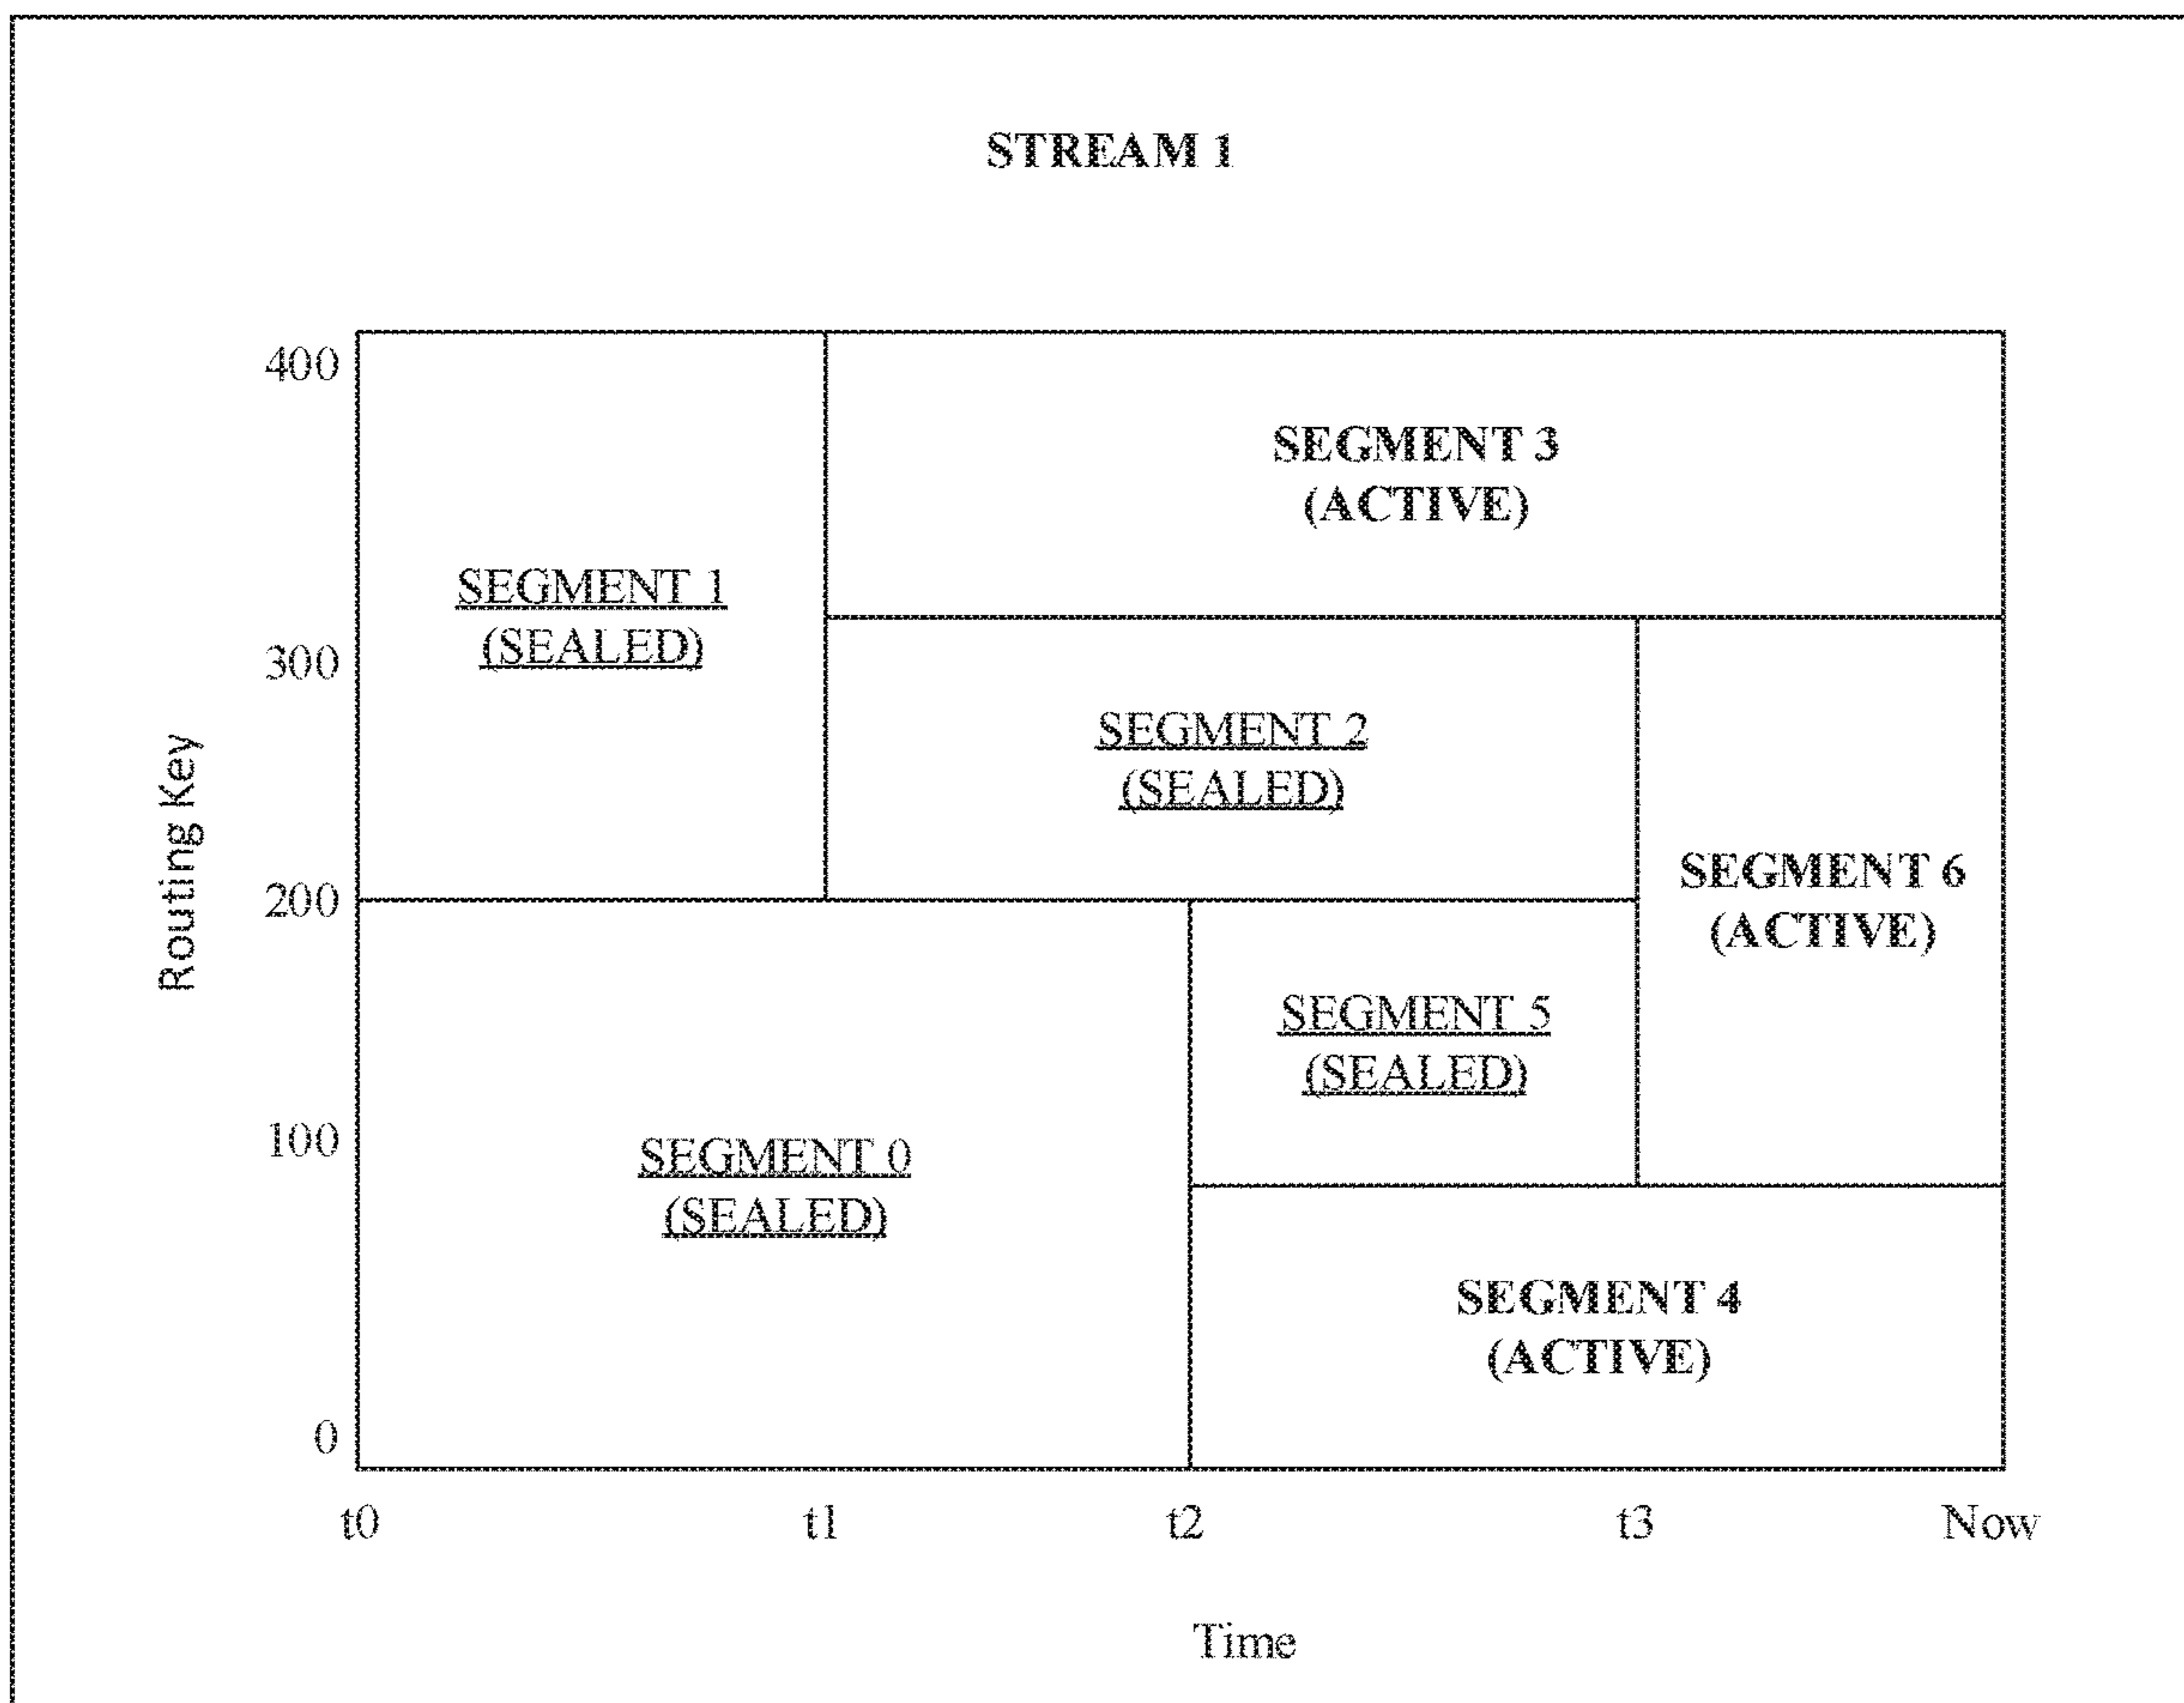 STREAM 1
400
SEGMENT 3
(ACTIVE)
SEGMENT 1
(SEALED)
300
SEGMENT 2
(SEALED)
Routing Key
200
SEGMENT 6
(ACTIVE)
SEGMENT 5
(SEALED)
100
SEGMENT 0
(SEALED)
SEGMENT 4
(ACTIVE)
0
t0 t1 t2 t3 Now
Time